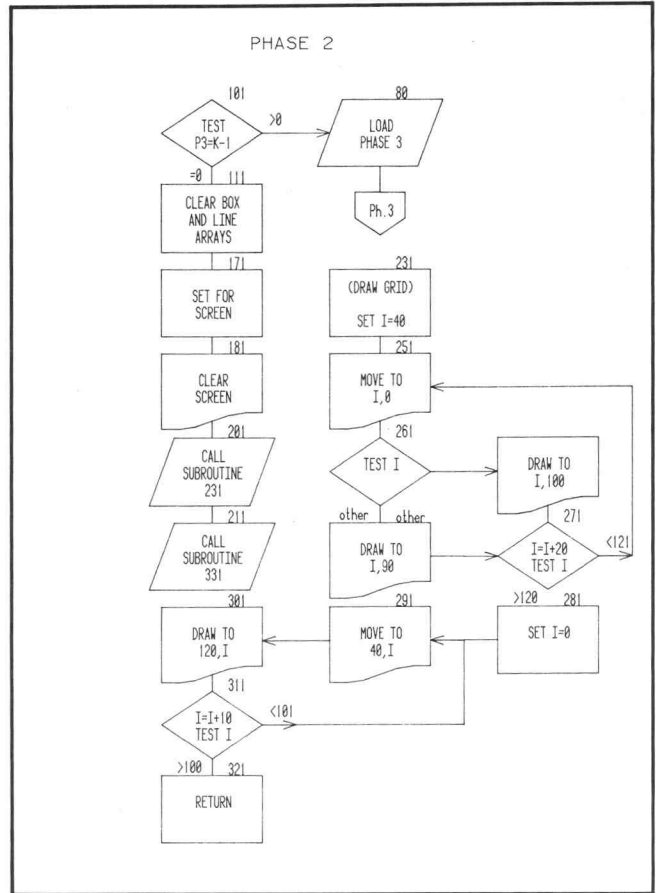 PHASE 2
101
TEST
P3=K-1
>0
80
LOAD
PHASE 3
Ph.3
=0
111
CLEAR BOX
AND LINE
ARRAYS
171
SET FOR
SCREEN
181
CLEAR
SCREEN
201
CALL
SUBROUTINE
231
211
CALL
SUBROUTINE
331
231
(DRAW GRID)
SET I=40
251
MOVE TO
I,0
261
TEST I
DRAW TO
I,100
other
other
DRAW TO
I,90
271
I=I+20
TEST I
<121
>120
281
SET I=0
291
MOVE TO
40,I
301
DRAW TO
120,I
311
I=I+10
TEST I
<101
>100
321
RETURN